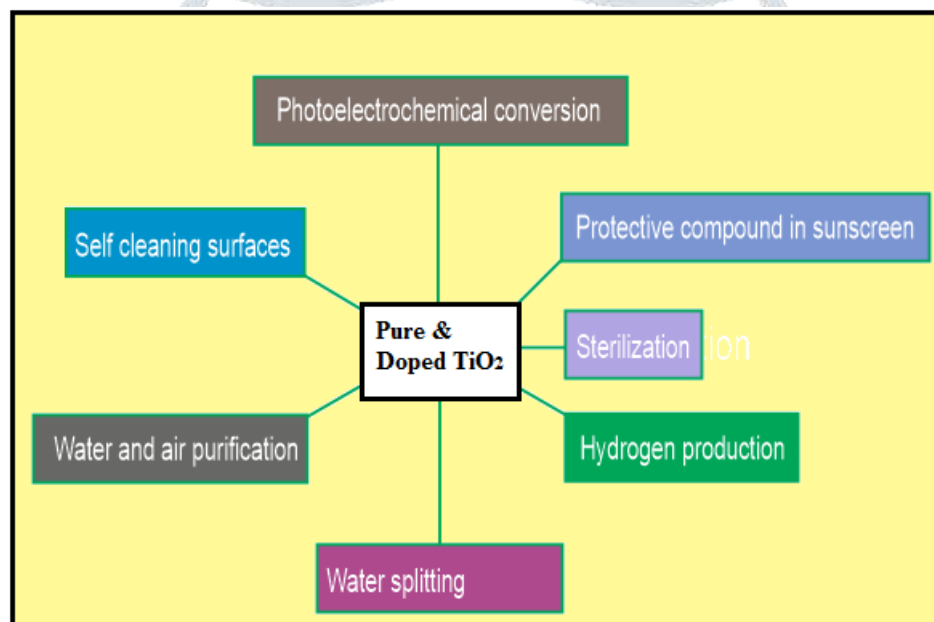 Photoelectrochemical conversion
Protective compound in sunscreen
Self cleaning surfaces
Pure &
Doped TiO2
Sterilization
Water and air purification
Hydrogen production
Water splitting